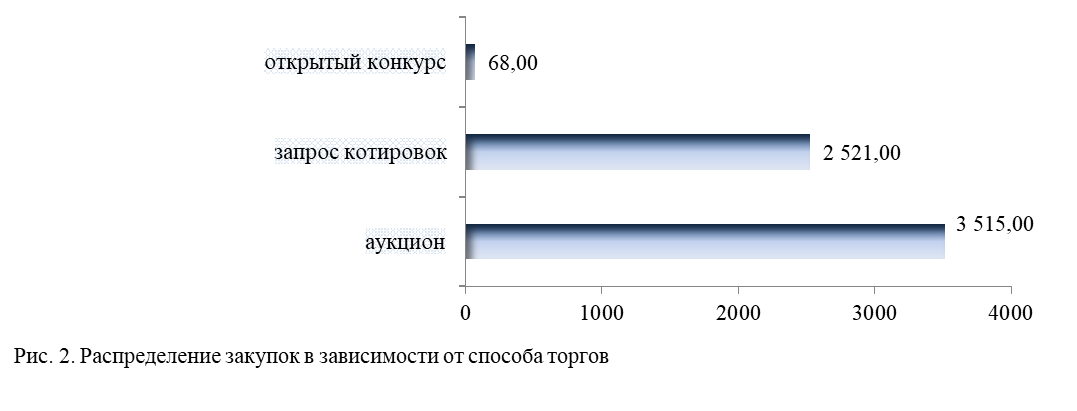 открытый конкурс
68,00
запрос котировок
2 521,00
аукцион
3 515,00
0 1000 2000 3000 4000
Рис. 2. Распределение закупок в зависимости от способа торгов